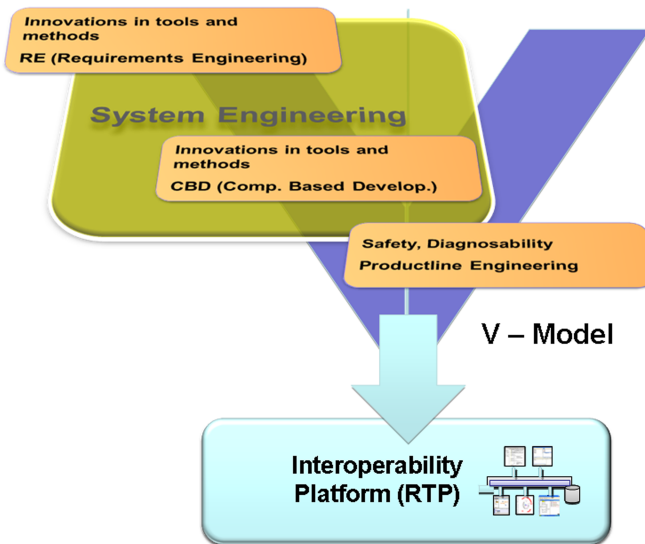 Innovations in tools and
methods
RE (Requirements Engineering)
System Engineering
Innovations in tools and
methods
CBD (Comp. Based Develop.)
Safety, Diagnosability
Productline Engineering
V – Model
Interoperability
Platform (RTP)